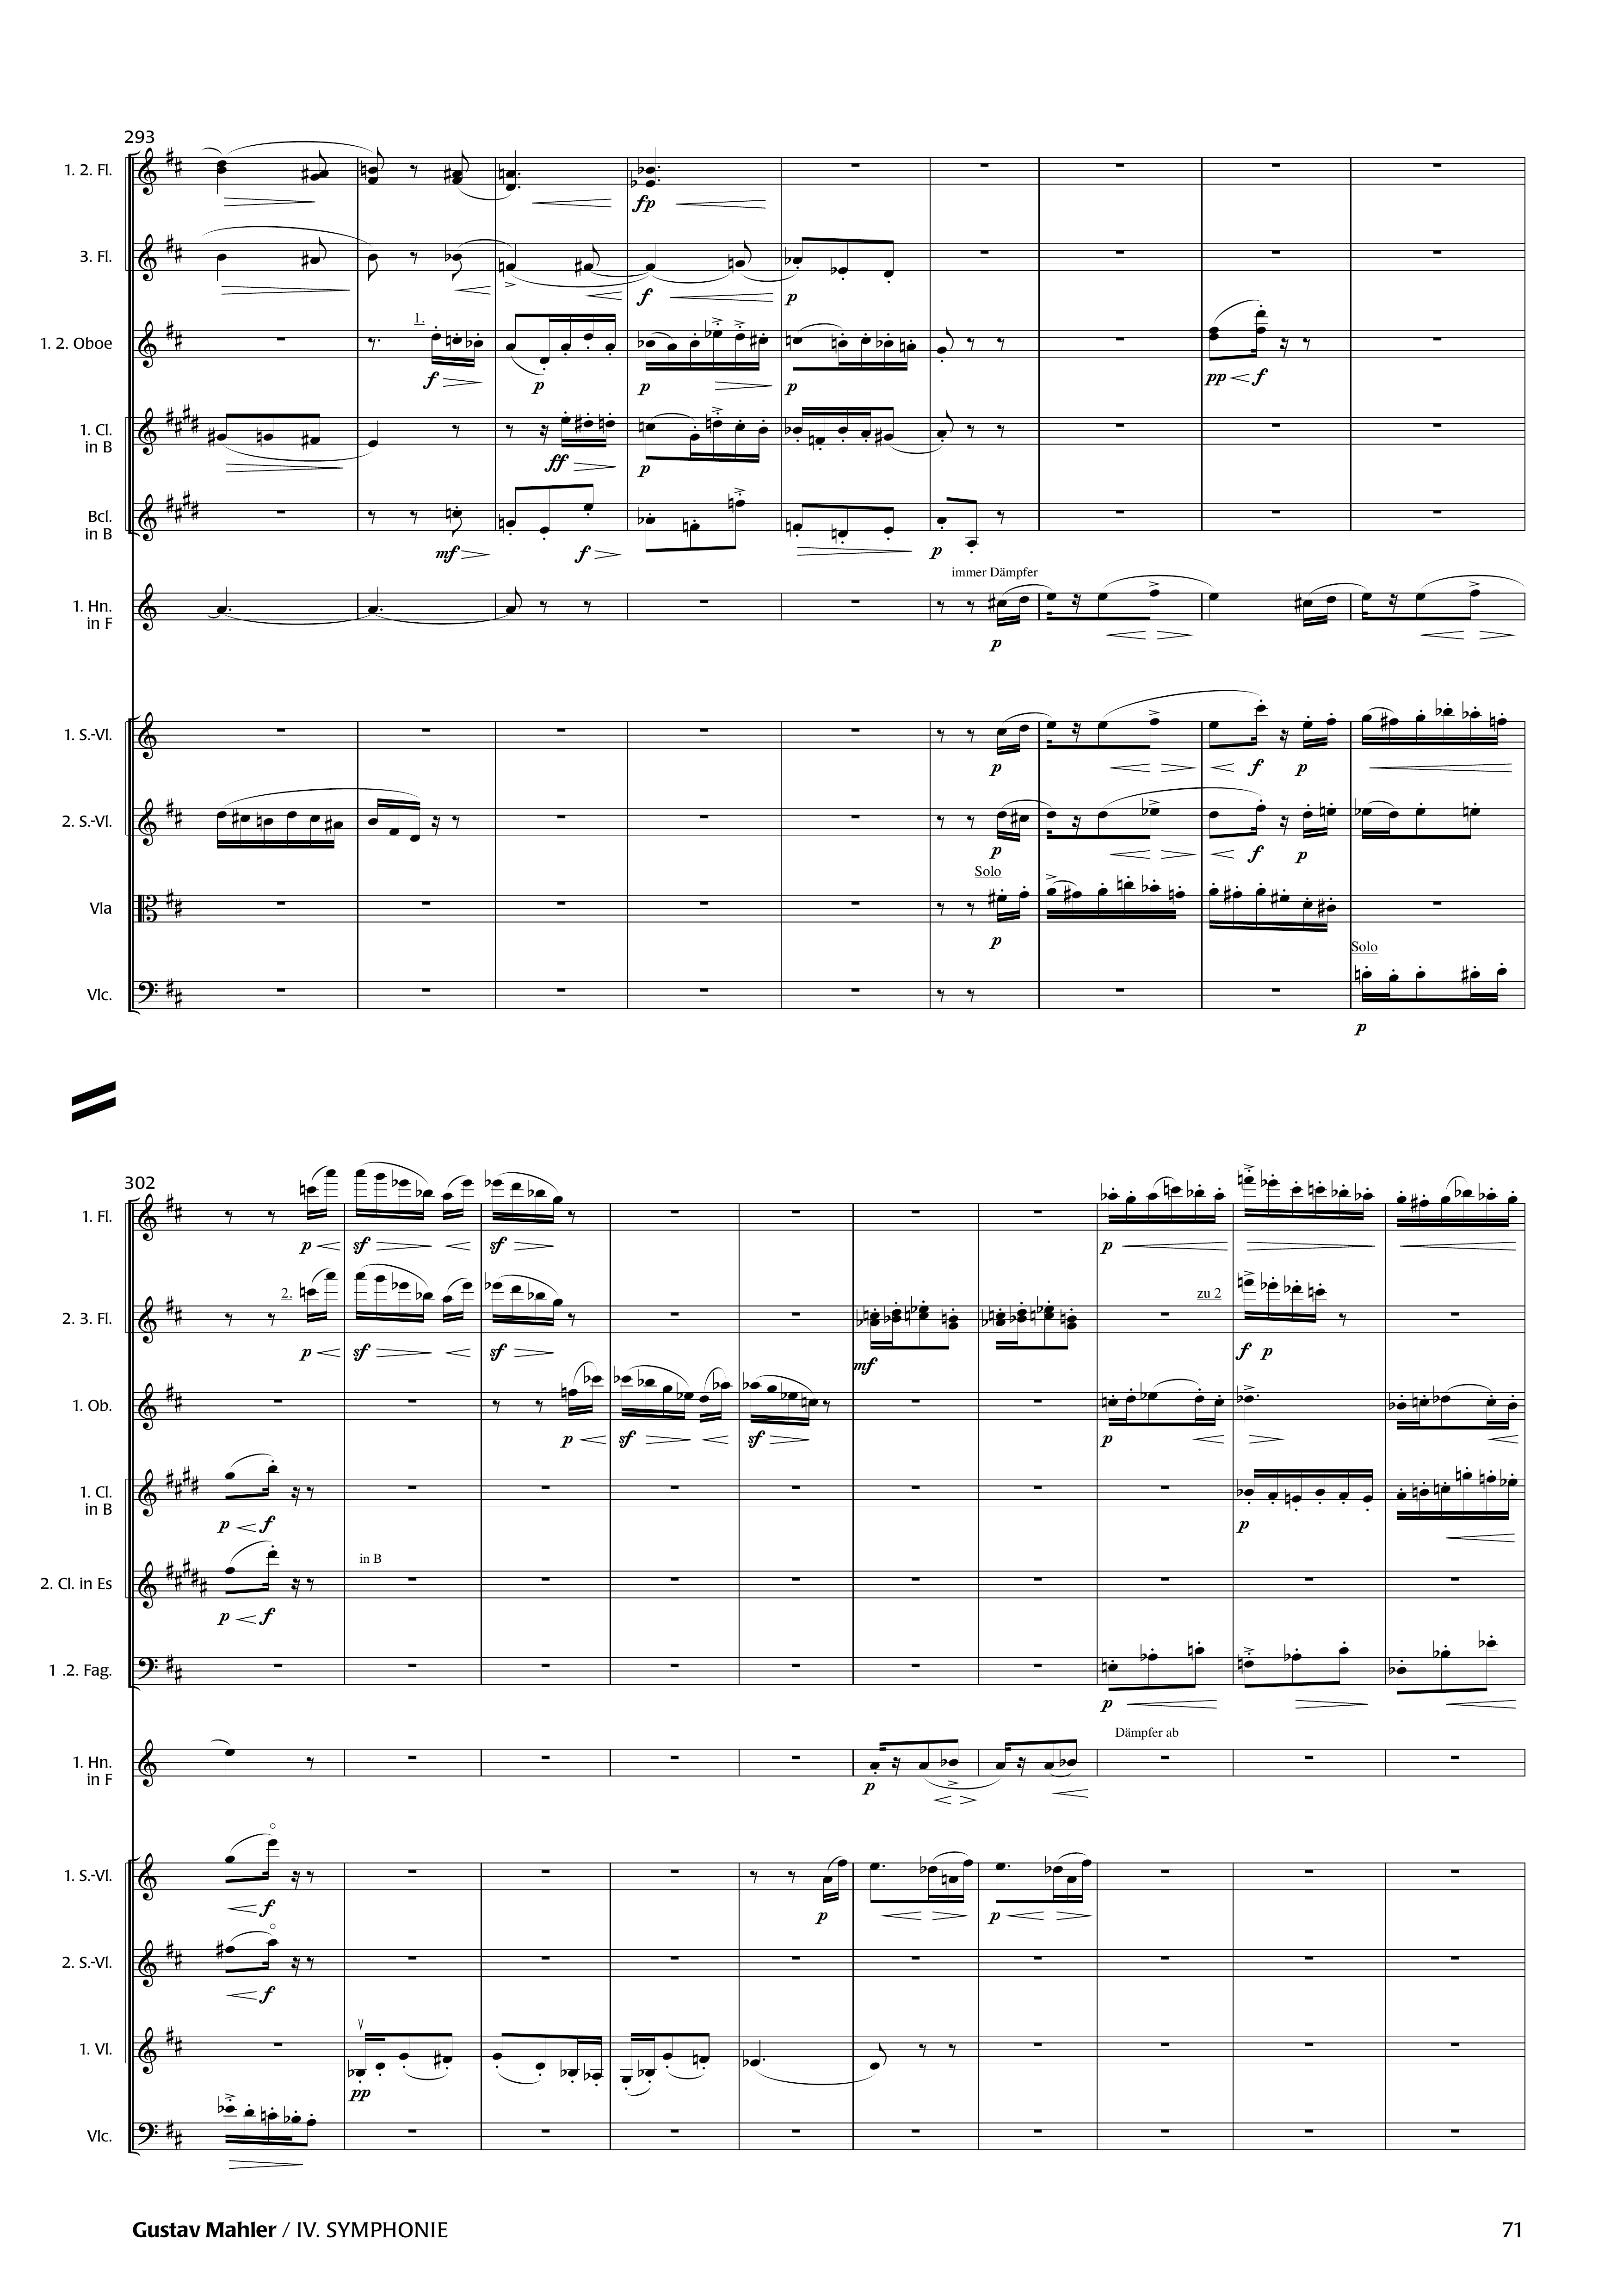 293
1. 2. Fl.
fp
3. Fl.
f p
1.
1. 2. Oboe
f p p p pp f
1. Cl.
in B
ff p
Bcl.
in B
mf f p
immer Dämpfer
1. Hn.
in F
p
1. S.-Vl.
p f p
2. S.-Vl.
p f p
Solo
Vla
p
Solo
Vlc.
p
302
1. Fl.
p sf sf p
2. zu 2
2. 3. Fl.
p sf sf mf f p
1. Ob.
p sf sf p
1. Cl.
in B
p f p
in B
2. Cl. in Es
p f
1 .2. Fag.
p
Dämpfer ab
1. Hn.
in F
p
1. S.-Vl.
f p p
2. S.-Vl.
f
1. Vl.
pp
Vlc.
Gustav Mahler / IV. SYMPHONIE 71